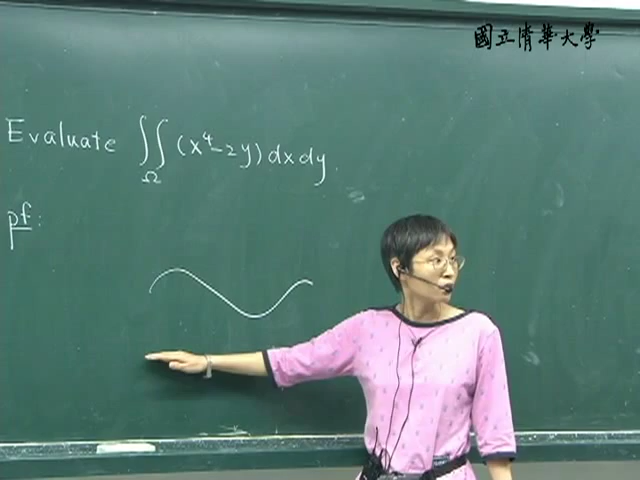 國立清華大學
Evaluate ∬_Ω (x⁴-2y) dx dy.
pf: